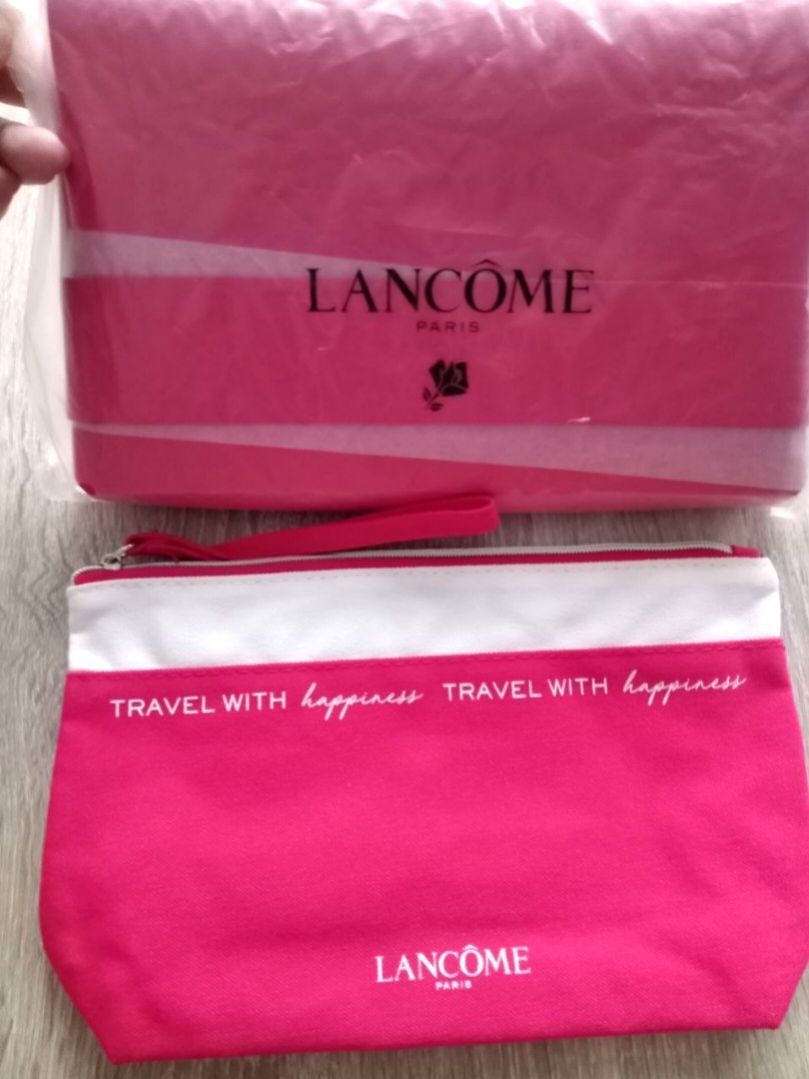 LANCÔME
PARIS
TRAVEL WITH happiness TRAVEL WITH happiness
LANCÔME
PARIS